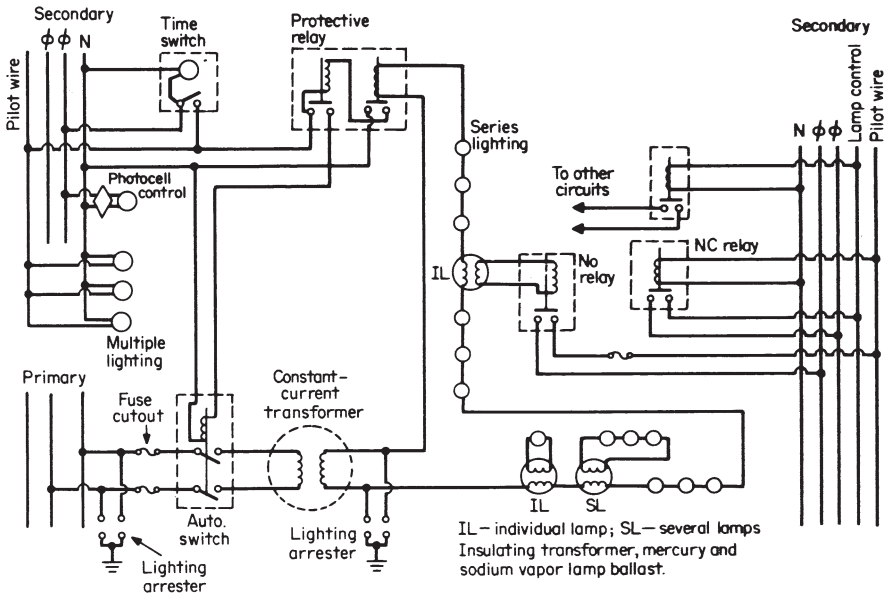 Secondary
ϕ ϕ N
Pilot wire
Time
switch
Protective
relay
Photocell
control
Multiple
lighting
Series
lighting
Secondary
N ϕ ϕ
Lamp control
Pilot wire
To other
circuits
NC relay
IL
No
relay
Primary
Fuse
cutout
Constant–
current
transformer
Auto.
switch
Lighting
arrester
Lighting
arrester
IL
SL
IL – individual lamp; SL – several lamps
Insulating transformer, mercury and
sodium vapor lamp ballast.